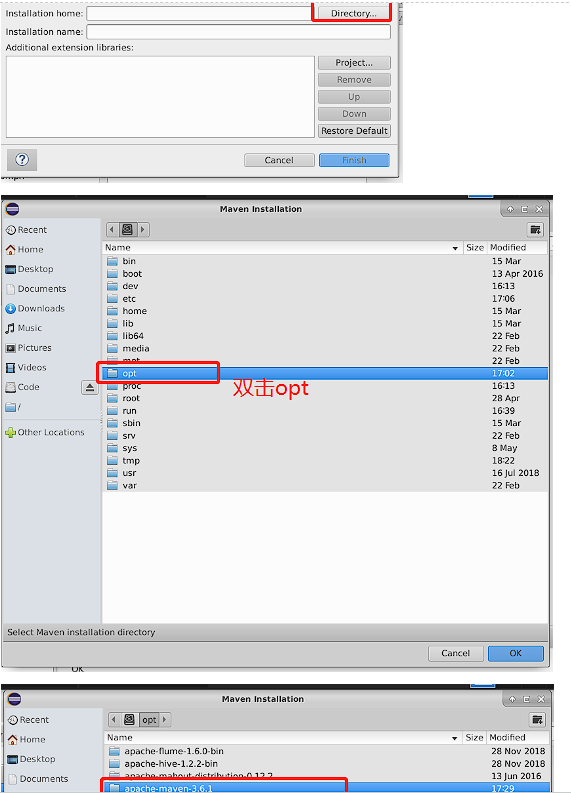 Installation home: Directory...
Installation name:
Additional extension libraries:
Project...
Remove
Up
Down
Restore Default
? Cancel Finish
Maven Installation
Recent
Home
Desktop
Documents
Downloads
Music
Pictures
Videos
Code
/
Other Locations
Name Size Modified
bin 15 Mar
boot 13 Apr 2016
dev 16:13
etc 17:06
home 15 Mar
lib 15 Mar
lib64 22 Feb
media 22 Feb
mnt 22 Feb
opt 17:02
双击opt
proc 16:13
root 28 Apr
run 16:39
sbin 15 Mar
srv 22 Feb
sys 8 May
tmp 18:22
usr 16 Jul 2018
var 22 Feb
Select Maven installation directory
Cancel OK
OK
Maven Installation
Recent
Home
Desktop
Documents
opt
Name Size Modified
apache-flume-1.6.0-bin 28 Nov 2018
apache-hive-1.2.2-bin 28 Nov 2018
apache-mahout-distribution-0.12.2 13 Jun 2016
apache-maven-3.6.1 17:29